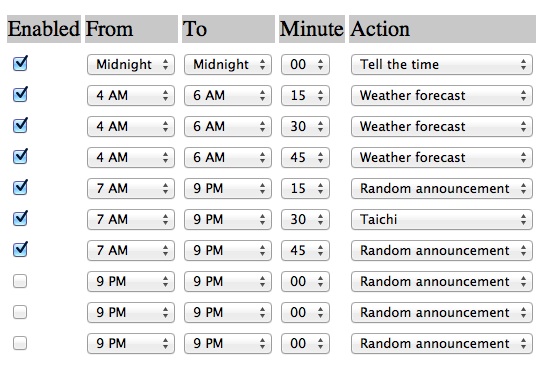 Enabled From To Minute Action
Midnight Midnight 00 Tell the time
4 AM 6 AM 15 Weather forecast
4 AM 6 AM 30 Weather forecast
4 AM 6 AM 45 Weather forecast
7 AM 9 PM 15 Random announcement
7 AM 9 PM 30 Taichi
7 AM 9 PM 45 Random announcement
9 PM 9 PM 00 Random announcement
9 PM 9 PM 00 Random announcement
9 PM 9 PM 00 Random announcement